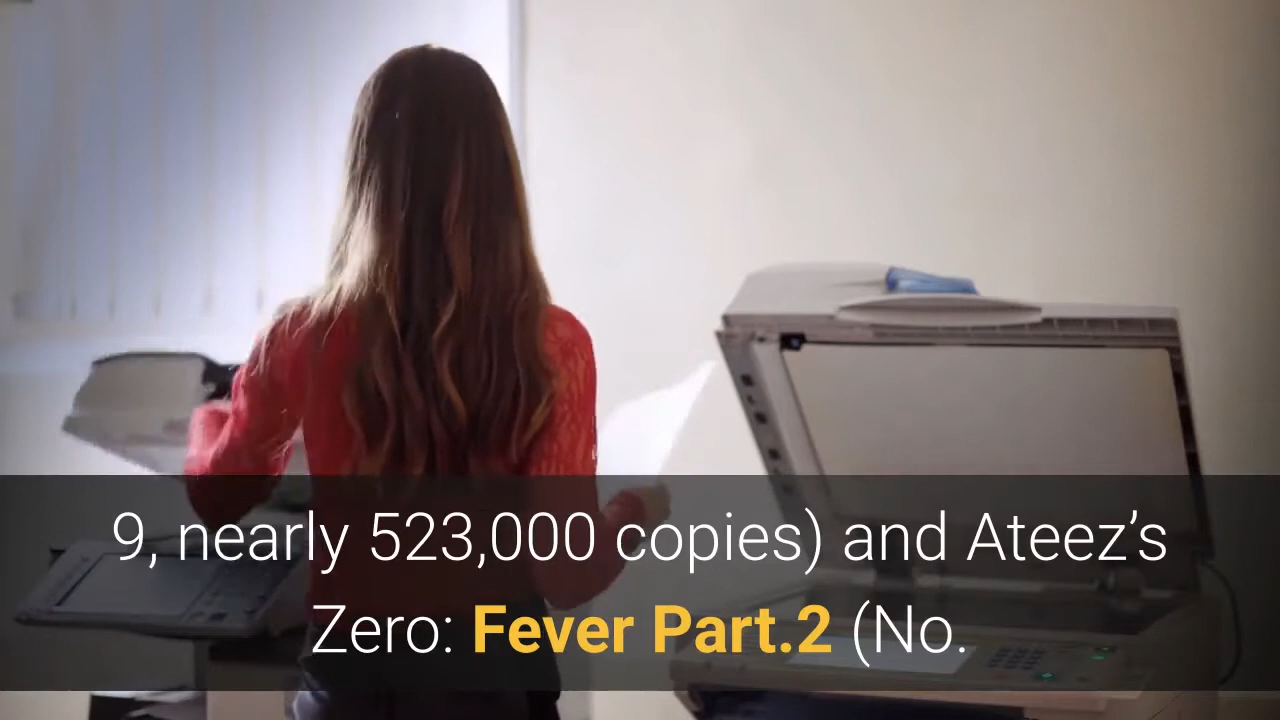 9, nearly 523,000 copies) and Ateez’s
Zero: Fever Part.2 (No.